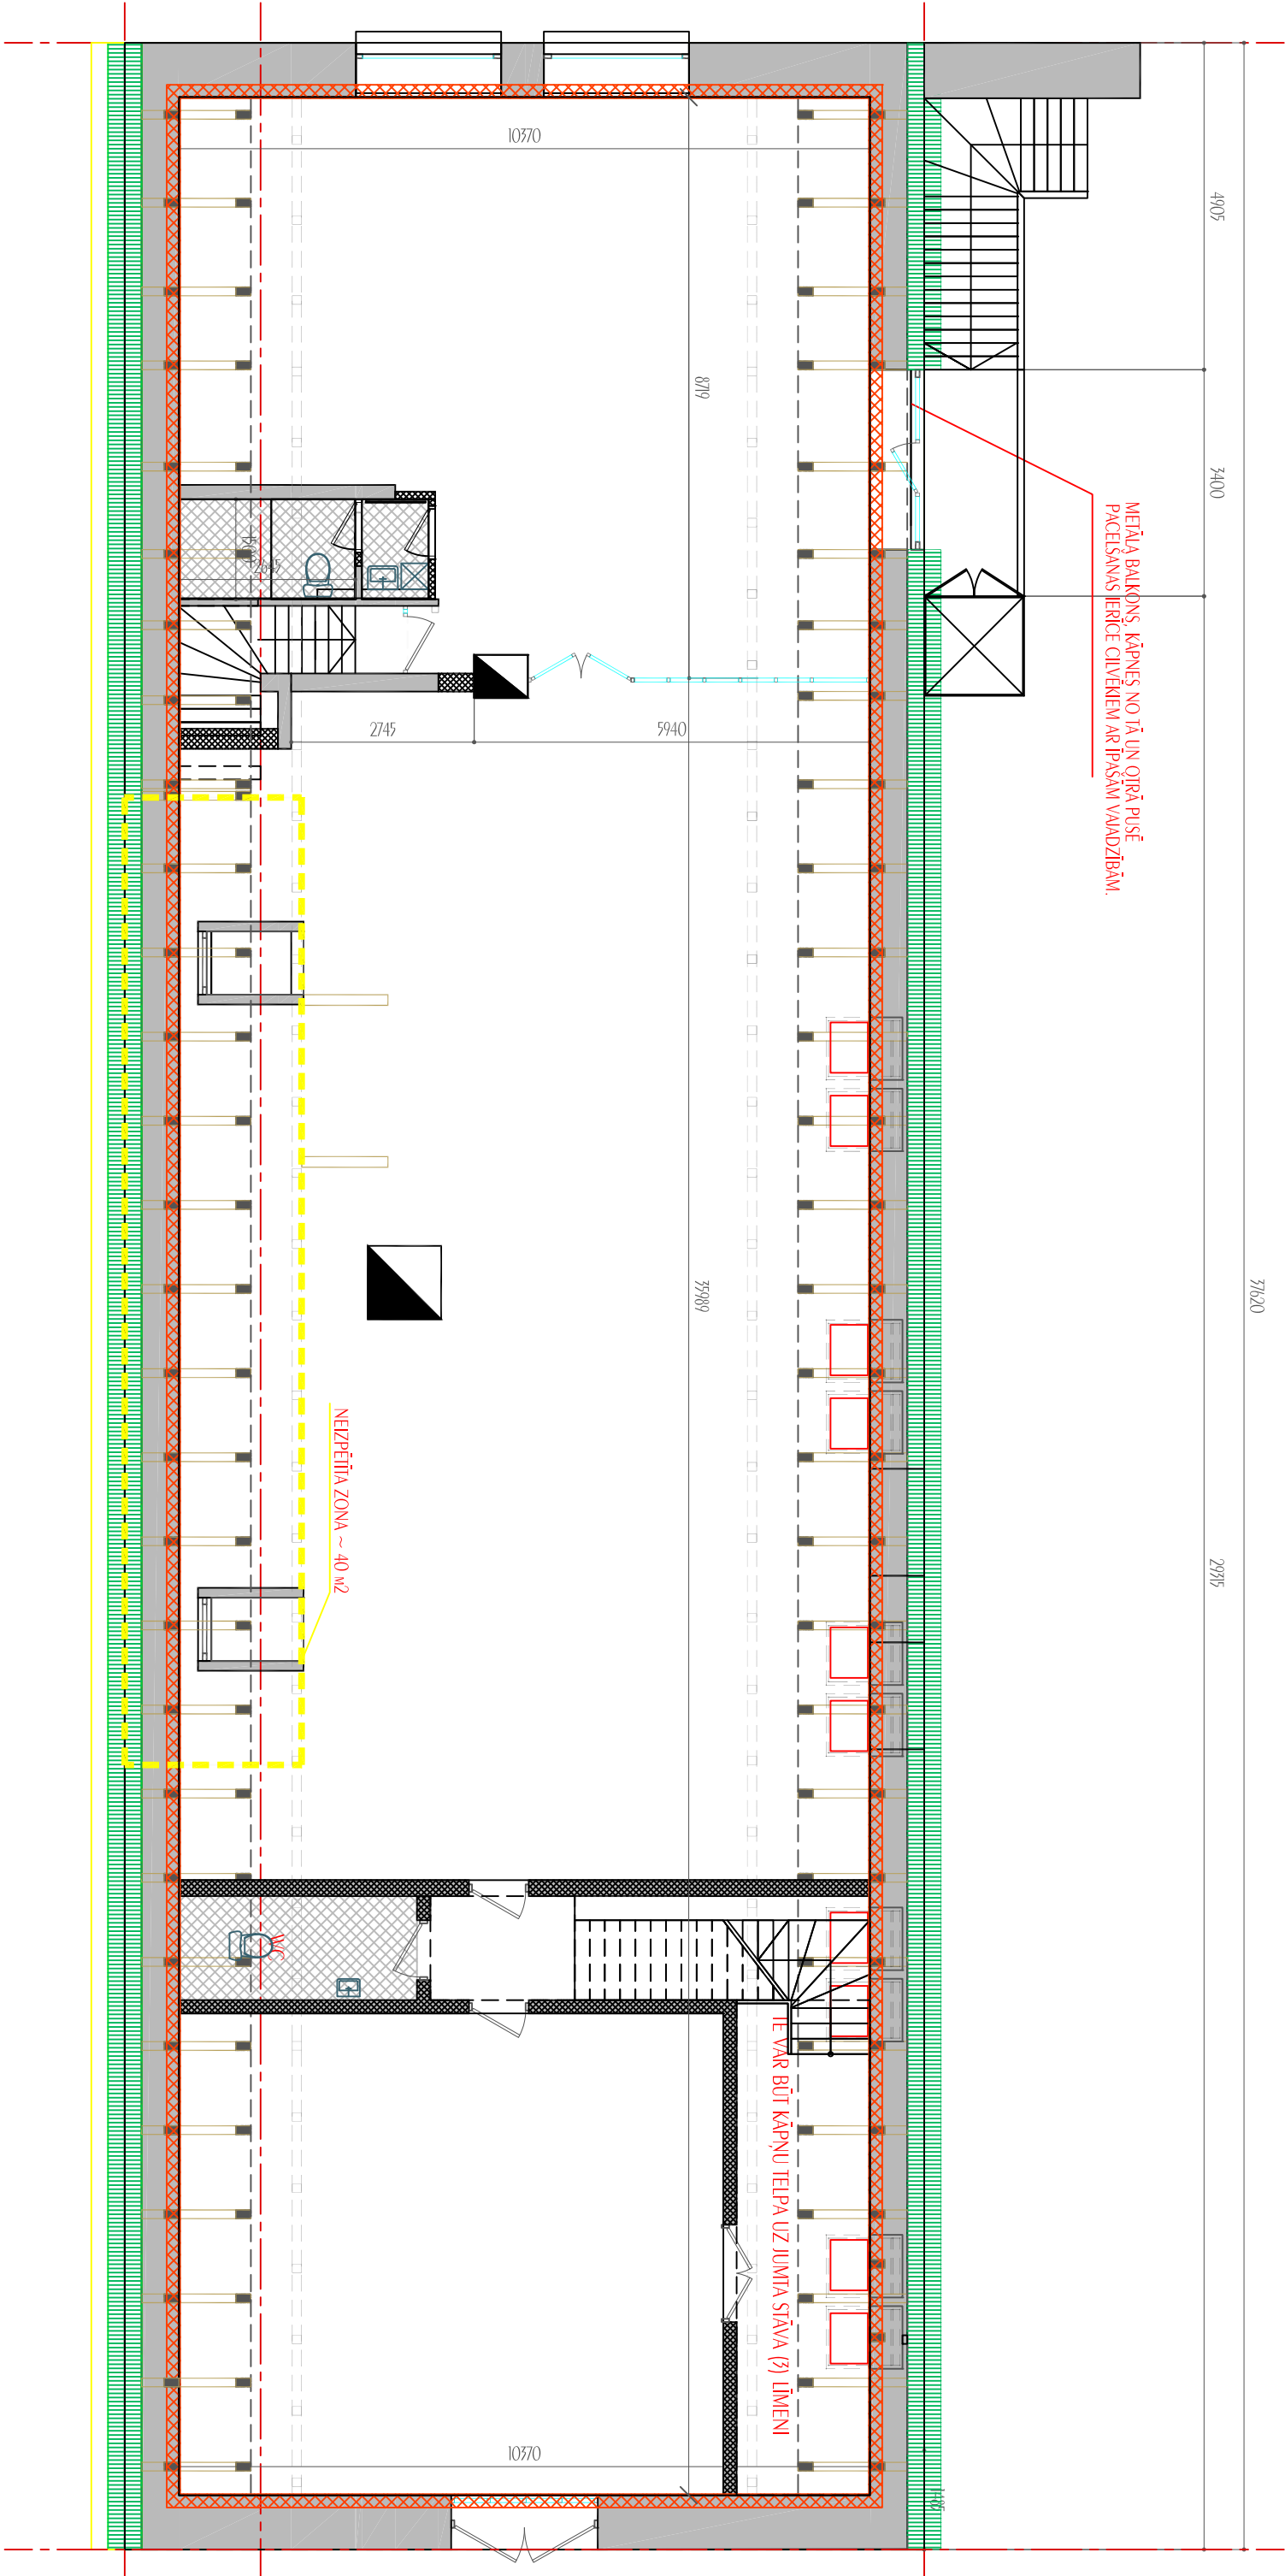 10370
4905
8719
3400
METĀLA BALKONS, KĀPNES NO TĀ UN OTRĀ PUSĒ
PACELŠANAS IERĪCE CILVĒKIEM AR ĪPAŠĀM VAJADZĪBĀM.
2745
5940
35989
37620
NEIZPĒTĪTA ZONA ~ 40 M2
29315
WC
TE VAR BŪT KĀPŅU TELPA UZ JUMTA STĀVA (3) LĪMENI
10370